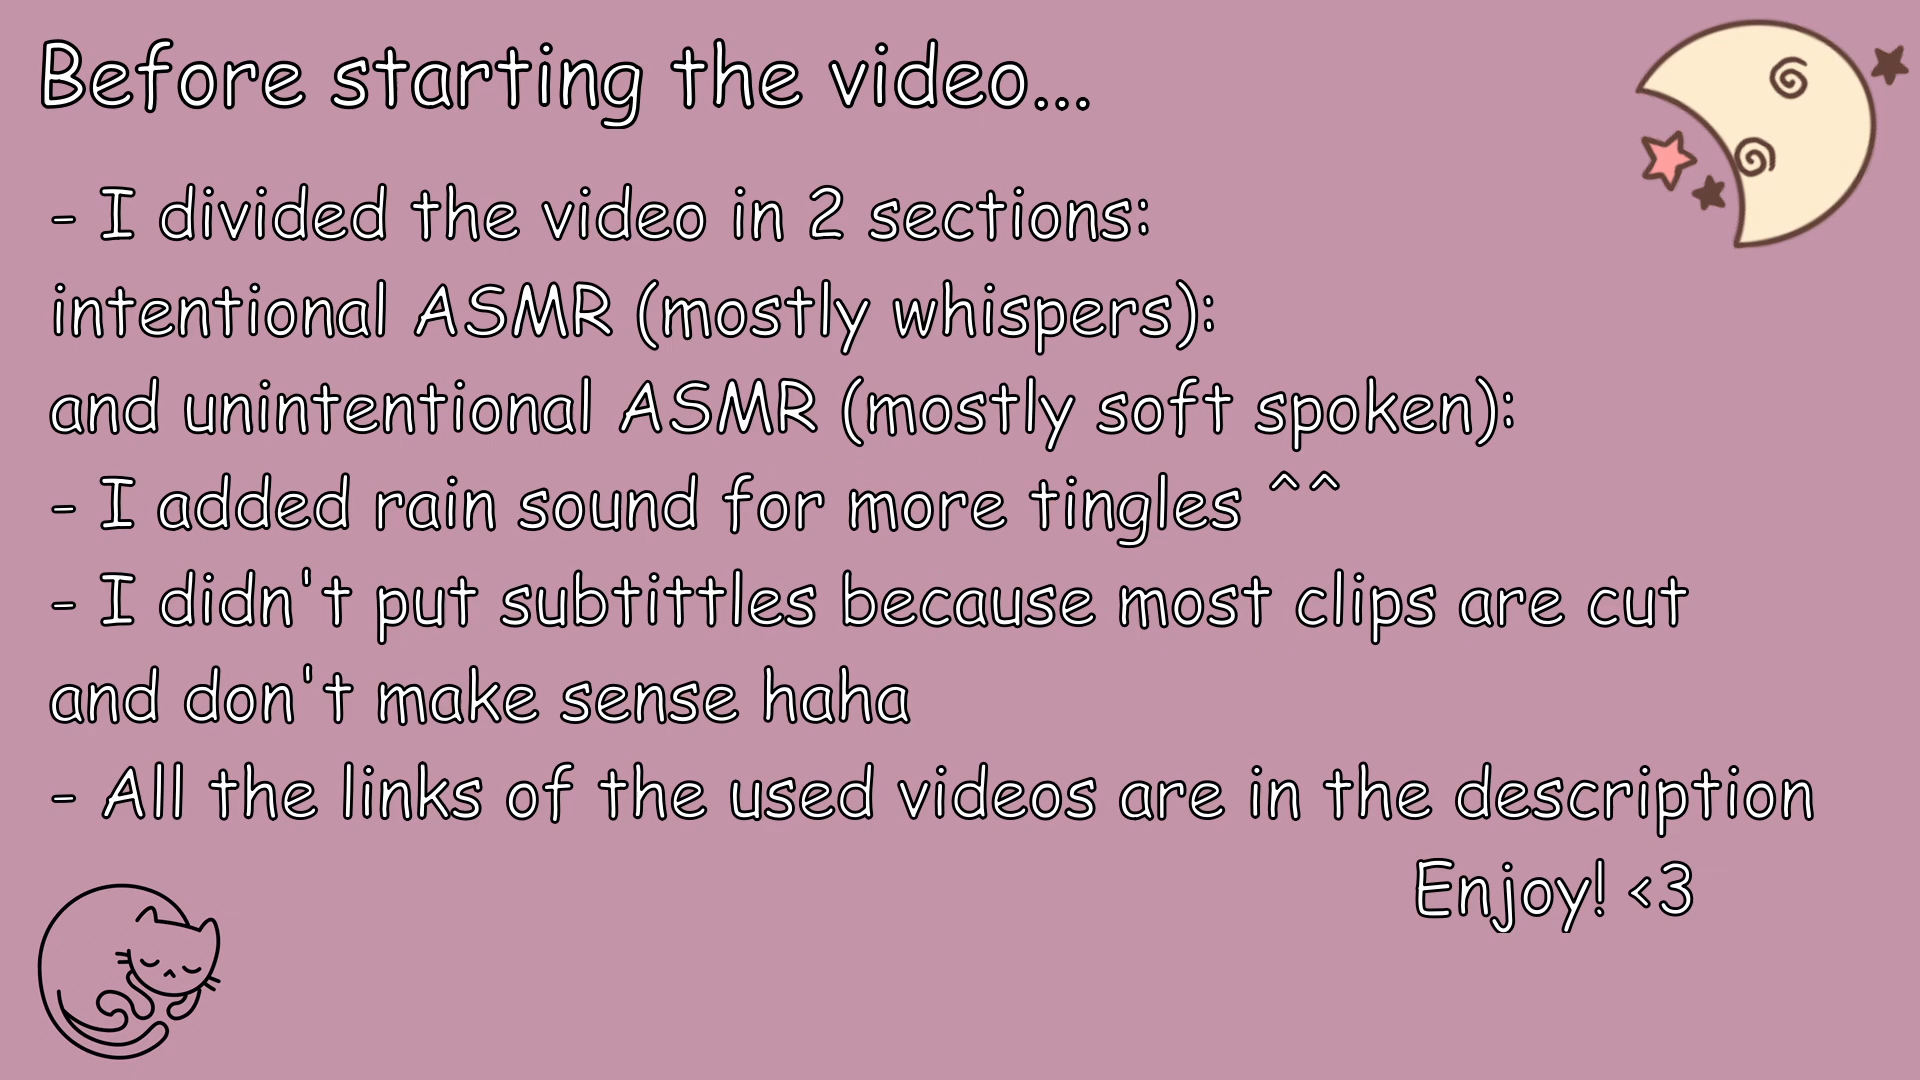 Before starting the video...
- I divided the video in 2 sections:
intentional ASMR (mostly whispers):
and unintentional ASMR (mostly soft spoken):
- I added rain sound for more tingles ^^
- I didn't put subtittles because most clips are cut
and don't make sense haha
- All the links of the used videos are in the description
Enjoy! <3